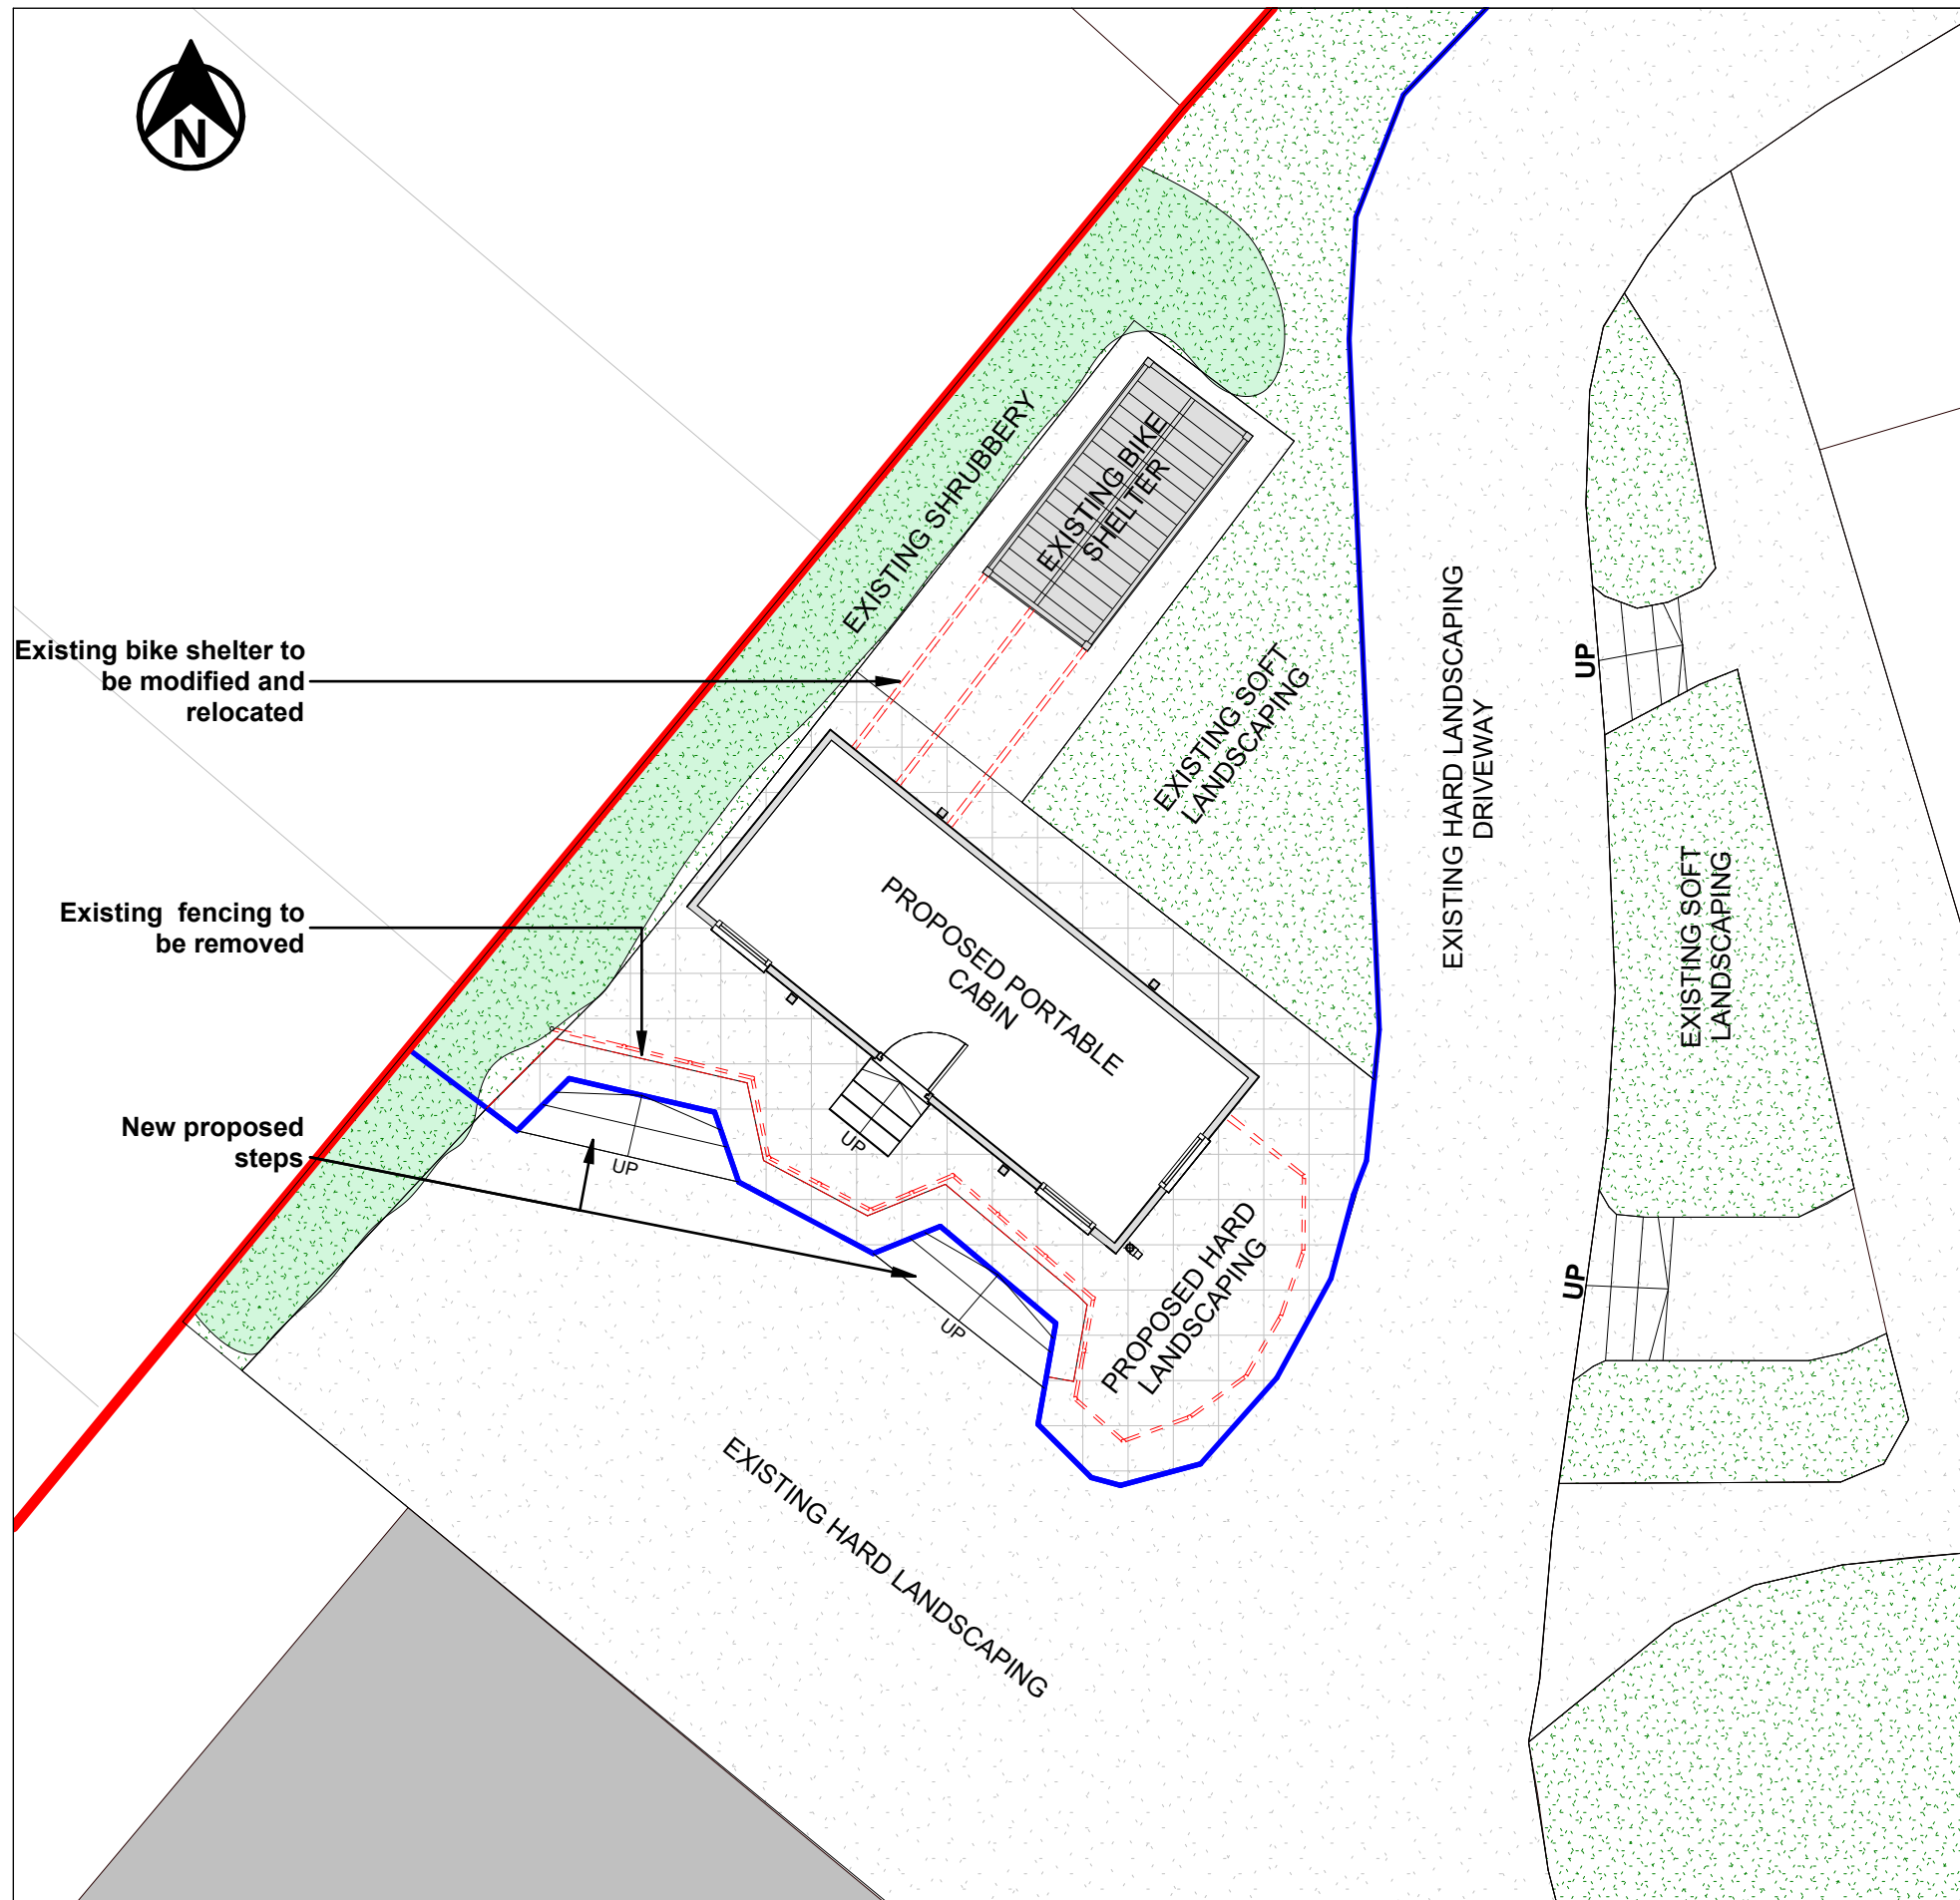 N
EXISTING SHRUBBERY
EXISTING BIKE
SHELTER
Existing bike shelter to
be modified and
relocated
EXISTING SOFT
LANDSCAPING
EXISTING HARD LANDSCAPING
DRIVEWAY
UP
EXISTING SOFT
LANDSCAPING
Existing fencing to
be removed
PROPOSED PORTABLE
CABIN
New proposed
steps
UP
UP
UP
PROPOSED HARD
LANDSCAPING
UP
EXISTING HARD LANDSCAPING